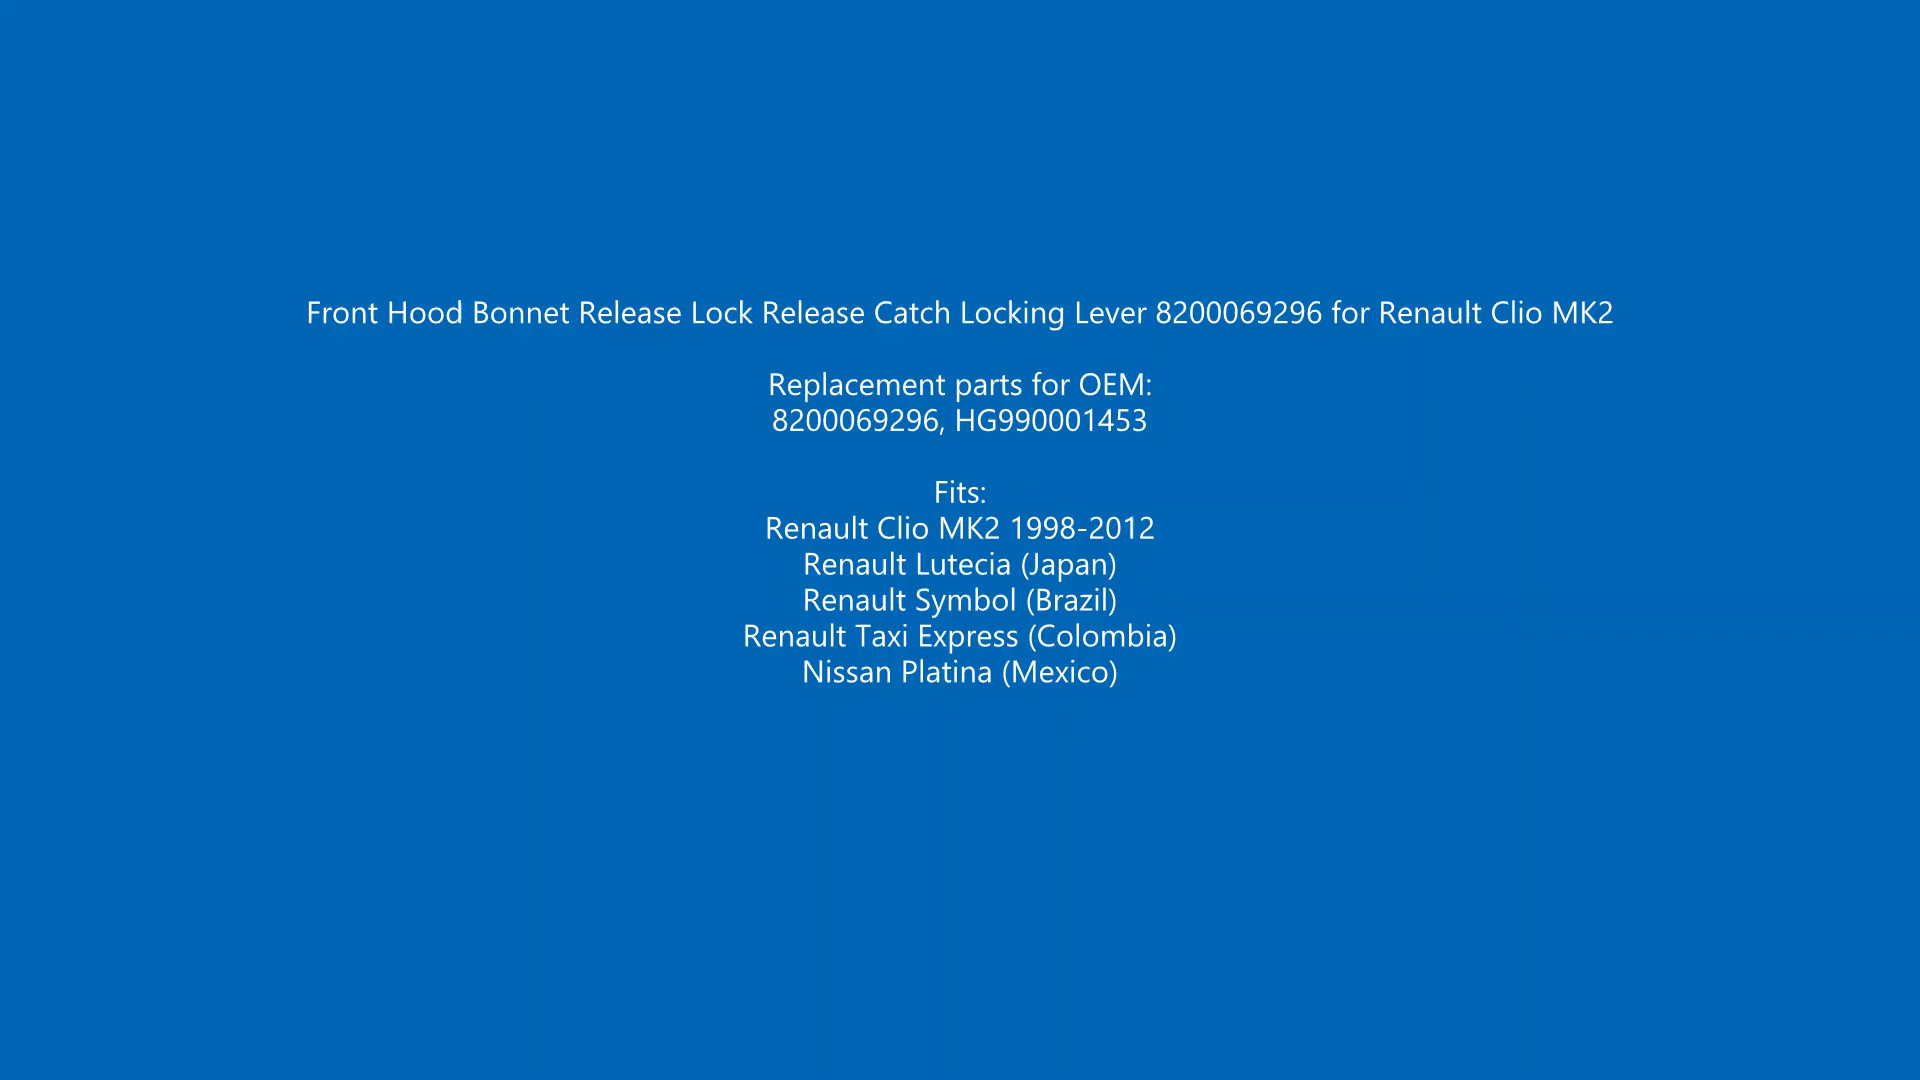 Front Hood Bonnet Release Lock Release Catch Locking Lever 8200069296 for Renault Clio MK2
Replacement parts for OEM:
8200069296, HG990001453
Fits:
Renault Clio MK2 1998-2012
Renault Lutecia (Japan)
Renault Symbol (Brazil)
Renault Taxi Express (Colombia)
Nissan Platina (Mexico)